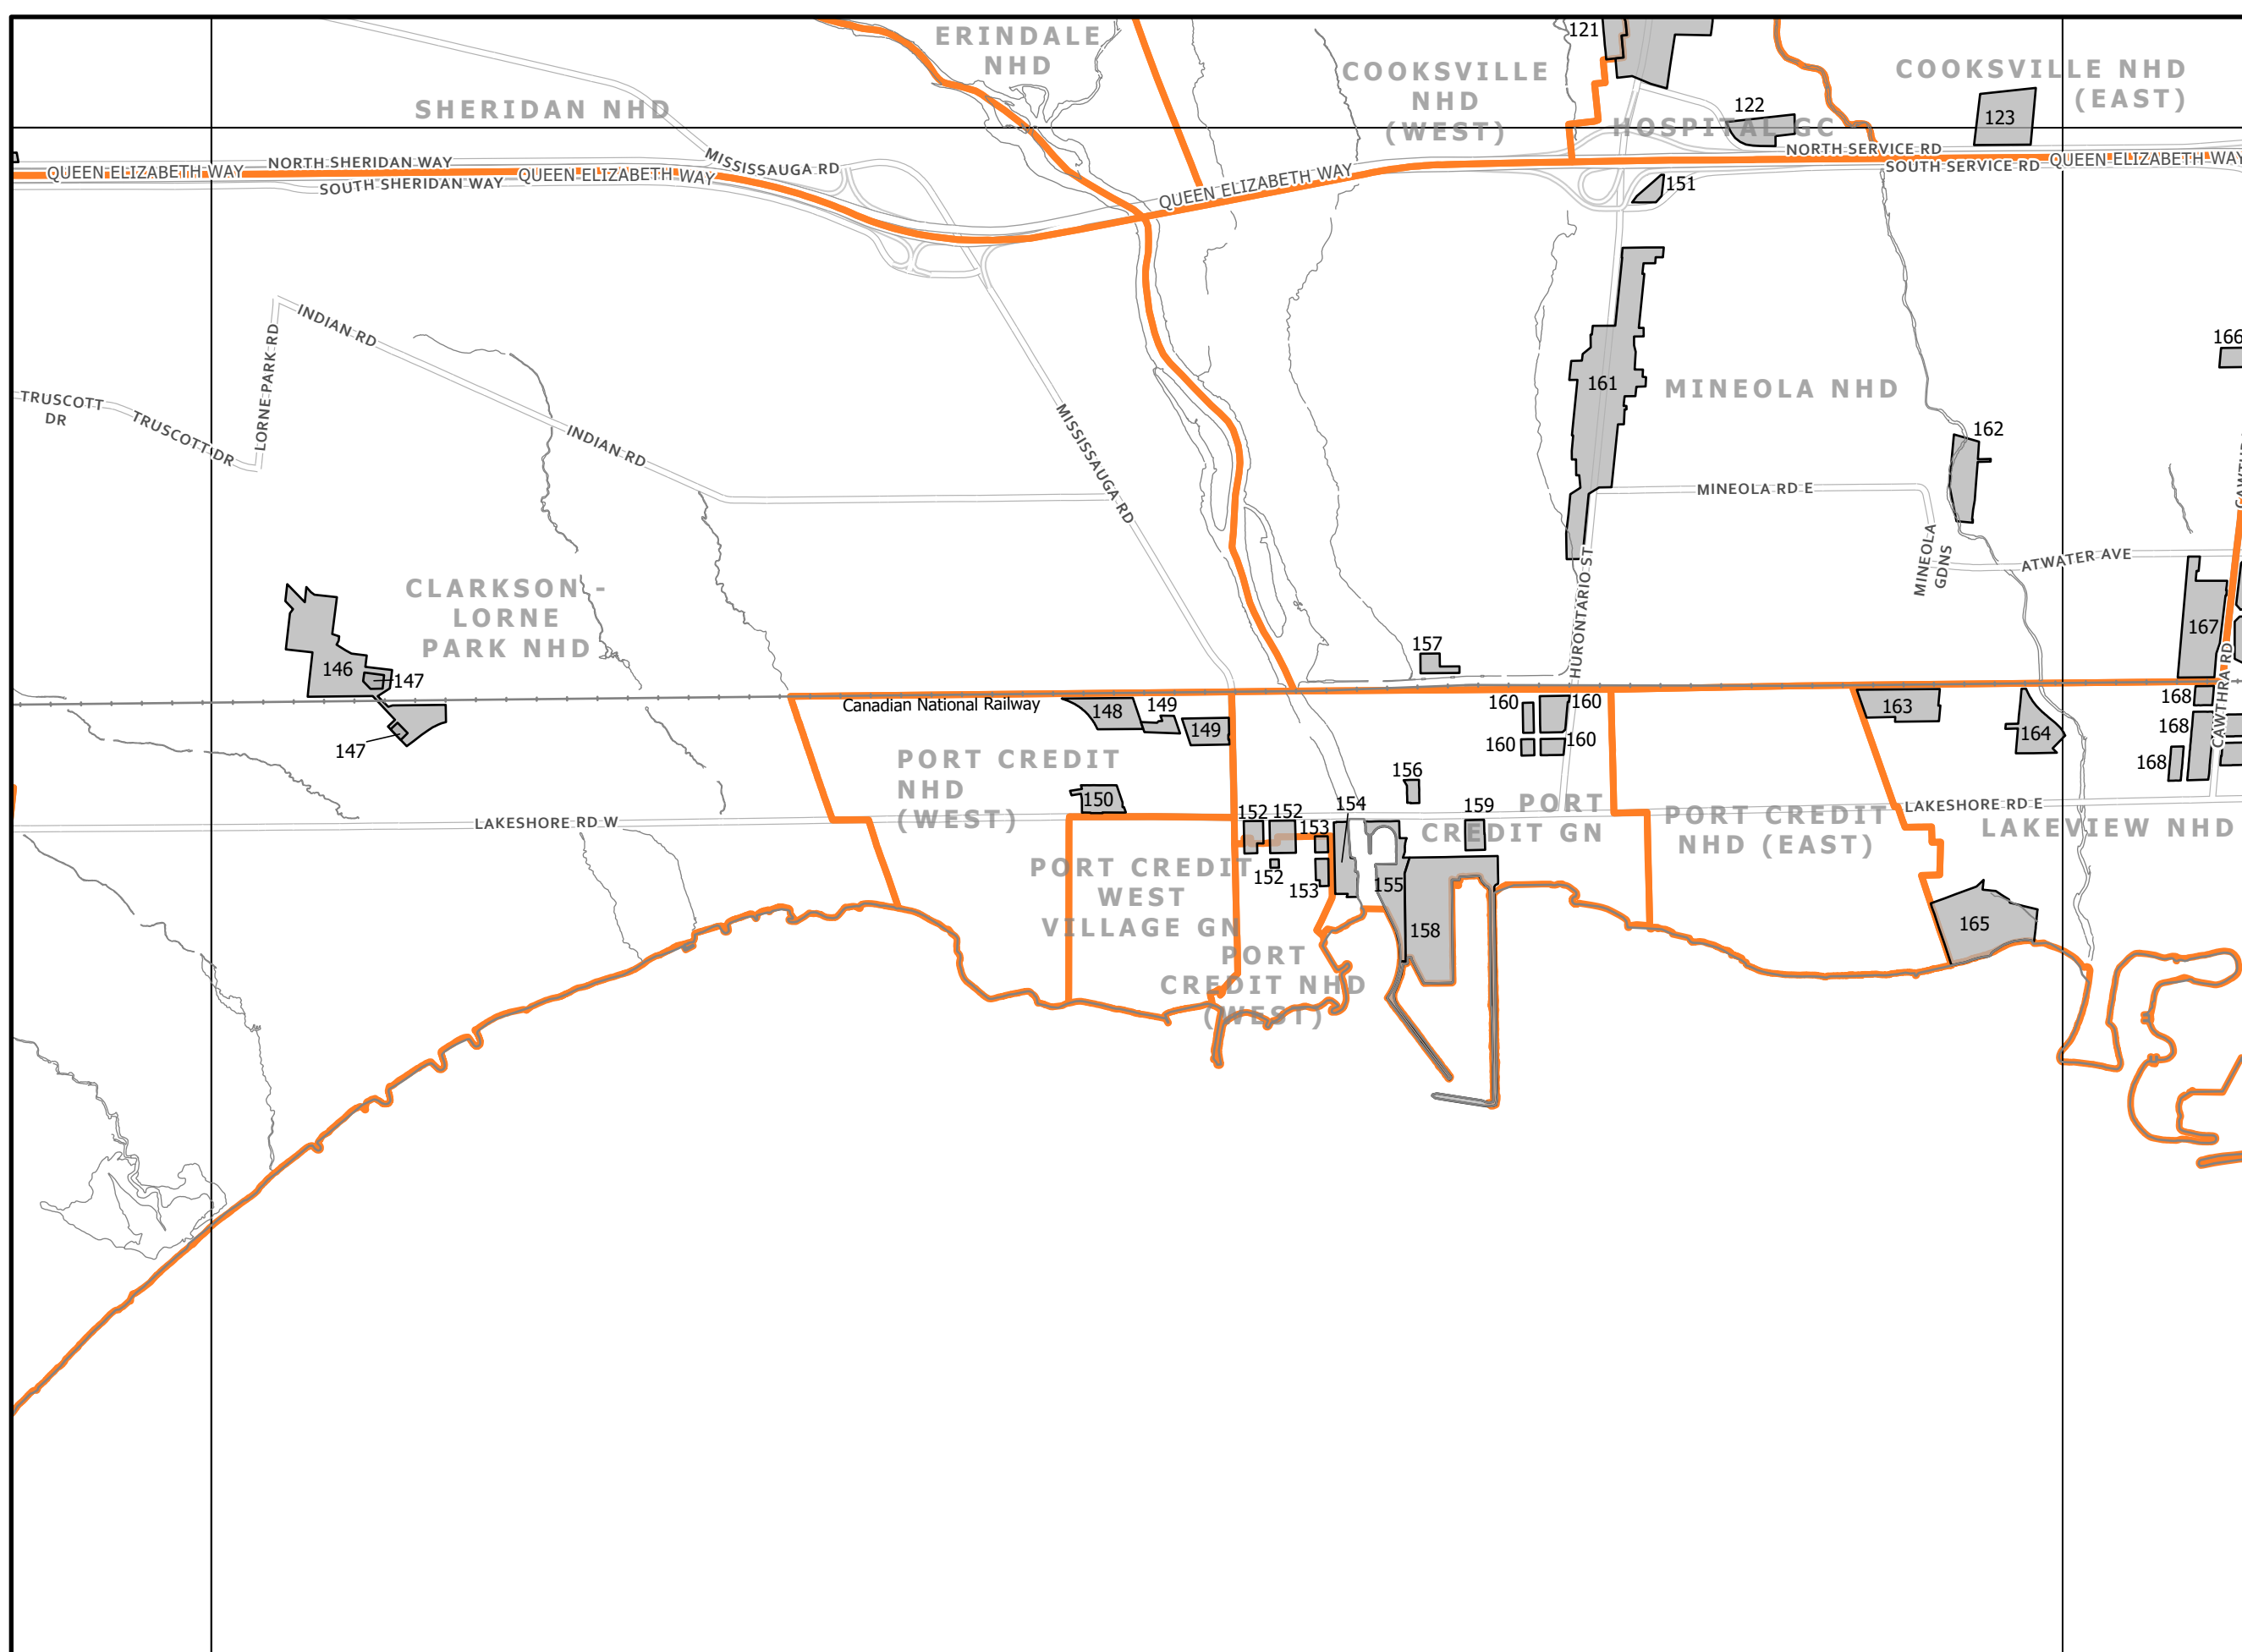 121
ERINDALE
NHD
COOKSVILLE
NHD
(WEST)
COOKSVILLE NHD
(EAST)
SHERIDAN NHD
122
123
HOSPITAL GC
NORTH SERVICE RD
QUEEN ELIZABETH WAY
NORTH SHERIDAN WAY
SOUTH SHERIDAN WAY
QUEEN ELIZABETH WAY
MISSISSAUGA RD
QUEEN ELIZABETH WAY
SOUTH SERVICE RD
QUEEN ELIZABETH WAY
151
INDIAN RD
LORNE PARK RD
TRUSCOTT
DR
TRUSCOTT DR
INDIAN RD
MISSISSAUGA RD
161
MINEOLA NHD
166
162
MINEOLA RD E
MINEOLA
GDNS
ATWATER AVE
HURONTARIO ST
CLARKSON -
LORNE
PARK NHD
146
147
147
157
167
CAWTHRA RD
Canadian National Railway
148
149
149
160
160
160
160
163
164
168
168
168
PORT CREDIT
NHD
(WEST)
150
156
154
159
152
152
153
152
153
155
PORT
CREDIT GN
PORT CREDIT
NHD (EAST)
LAKESHORE RD W
LAKESHORE RD E
LAKEVIEW NHD
PORT CREDIT
WEST
VILLAGE GN
158
165
PORT
CREDIT NHD
(WEST)